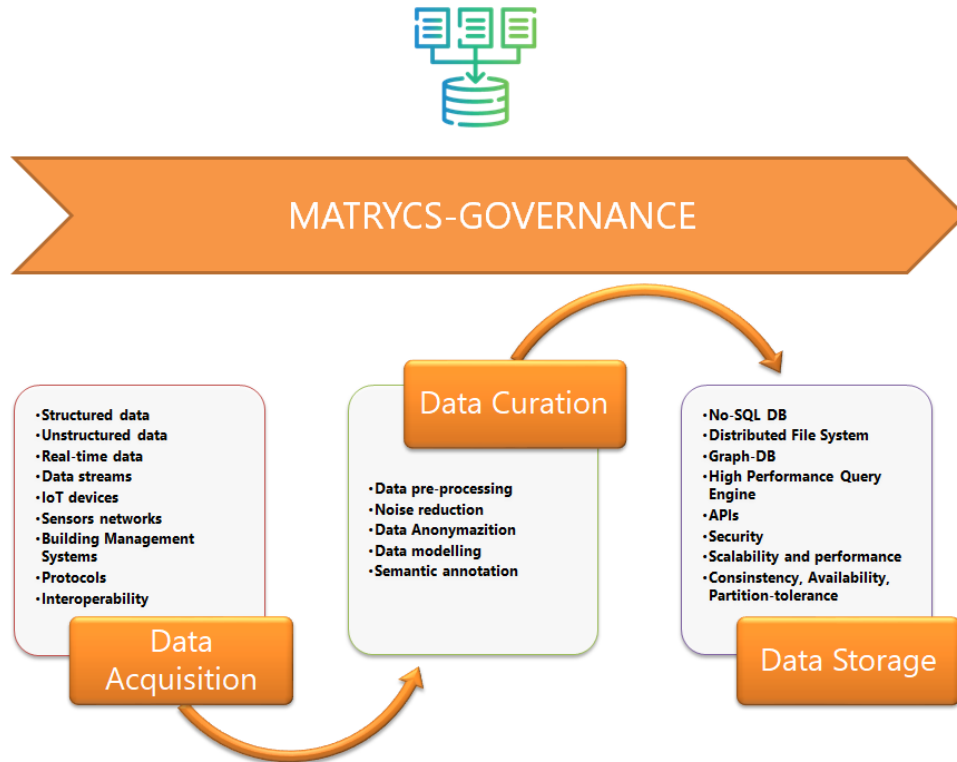 MATRYCS-GOVERNANCE
•Structured data
•Unstructured data
•Real-time data
•Data streams
•IoT devices
•Sensors networks
•Building Management
Systems
•Protocols
•Interoperability
Data
Acquisition
Data Curation
•Data pre-processing
•Noise reduction
•Data Anonymazition
•Data modelling
•Semantic annotation
•No-SQL DB
•Distributed File System
•Graph-DB
•High Performance Query
Engine
•APIs
•Security
•Scalability and performance
•Consinstency, Availability,
Partition-tolerance
Data Storage